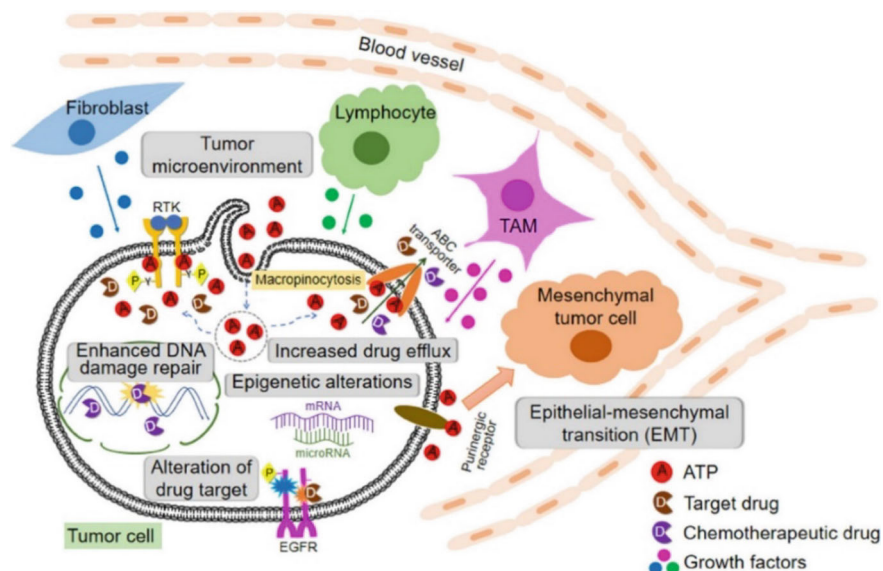 Blood vessel
Fibroblast
Lymphocyte
Tumor
microenvironment
RTK
TAM
ABC
transporter
A
A
A
A
A
A
D
P
Y
Y
P
D
A
A
D
A
A
A
Macropinocytosis
A
D
A
A
D
D
A
A
A
Mesenchymal
tumor cell
Enhanced DNA
damage repair
Increased drug efflux
Epigenetic alterations
D
D
D
mRNA
microRNA
A
A
A
Purinergic
receptor
Epithelial-mesenchymal
transition (EMT)
Alteration of
drug target
P
D
EGFR
Tumor cell
A ATP
D Target drug
D Chemotherapeutic drug
Growth factors